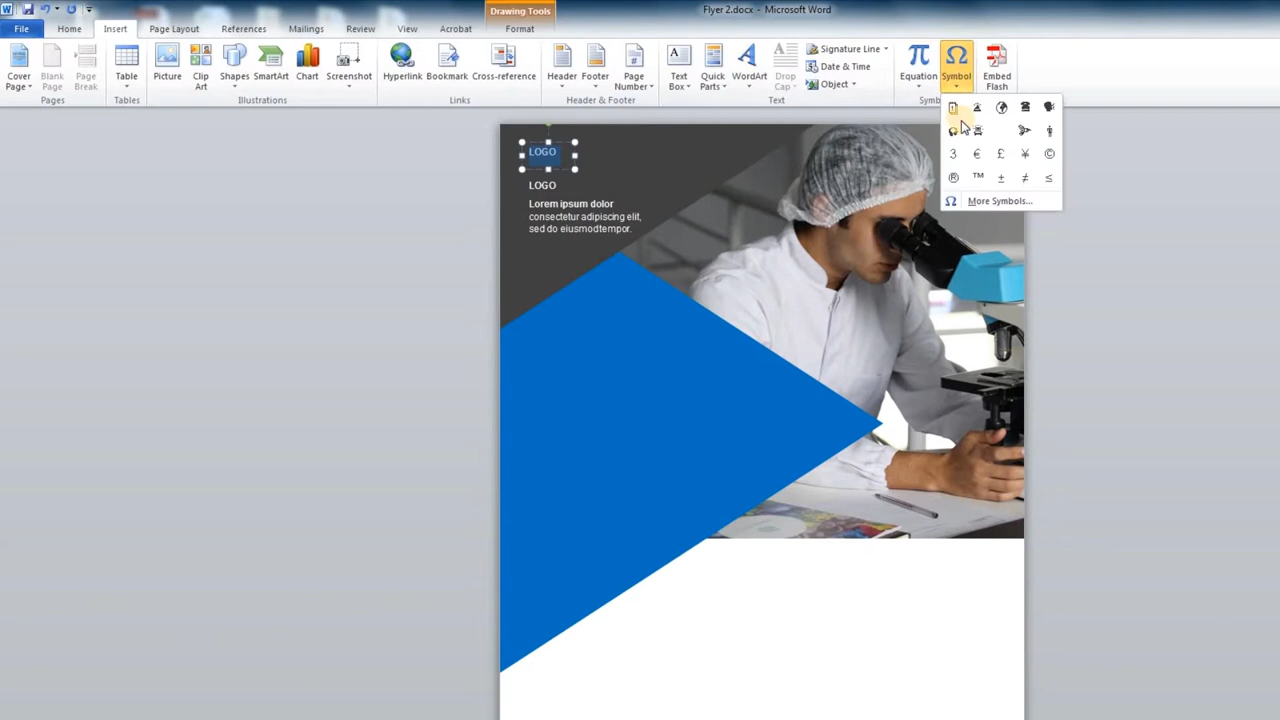 Flyer 2.docx - Microsoft Word
Drawing Tools
File Home Insert Page Layout References Mailings Review View Acrobat Format
Cover Page
Blank Page
Page Break
Table
Picture
Clip Art
Shapes
SmartArt
Chart
Screenshot
Hyperlink
Bookmark
Cross-reference
Header
Footer
Page Number
A
Text Box
Quick Parts
A
WordArt
A
Drop Cap
Signature Line
Date & Time
Object
π
Equation
Ω
Symbol
Embed Flash
Pages
Tables
Illustrations
Links
Header & Footer
Text
Symb
3 € £ ¥ ©
® ™ ± ≠ ≤
Ω More Symbols...
LOGO
LOGO
Lorem ipsum dolor
consectetur adipiscing elit,
sed do eiusmodtempor.